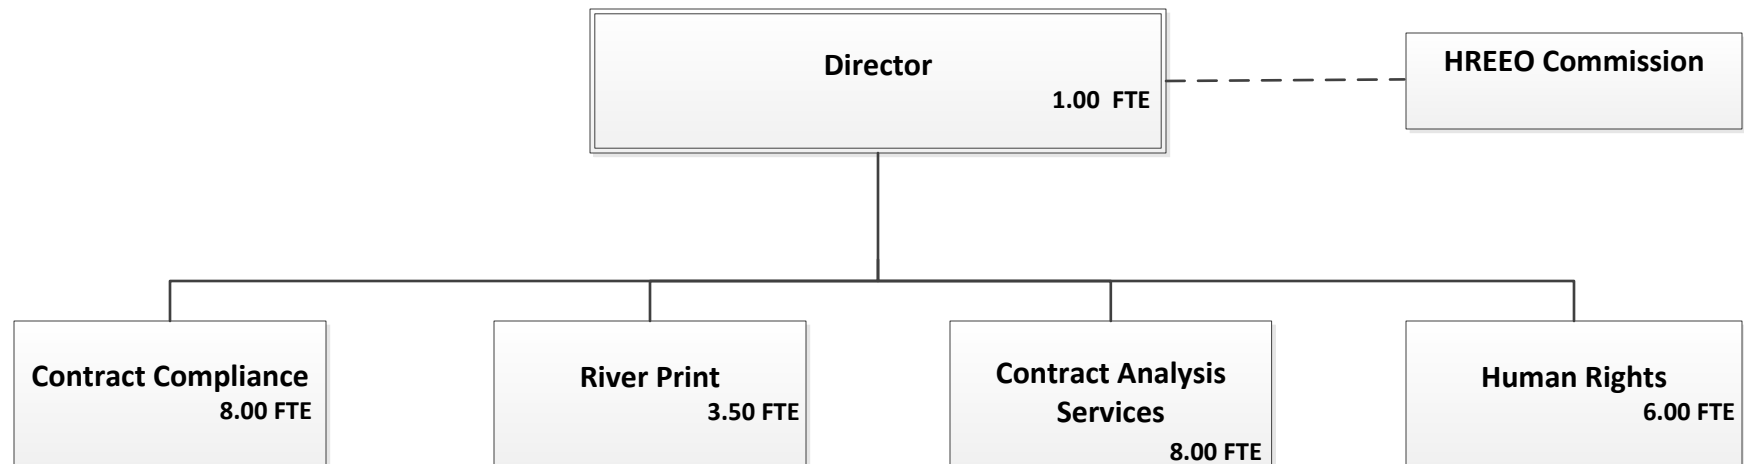 Director
1.00  FTE
HREEO Commission
Contract Compliance
8.00 FTE
River Print
3.50 FTE
Contract Analysis
Services
8.00 FTE
Human Rights
6.00 FTE